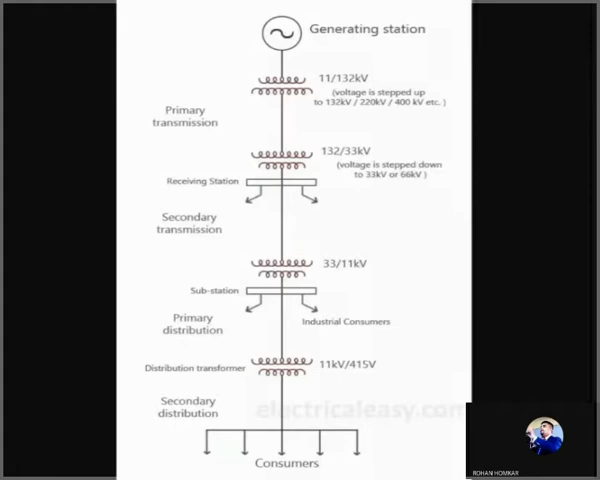 Generating station
11/132kV
(voltage is stepped up
to 132kV / 220kV / 400 kV etc. )
Primary
transmission
132/33kV
(voltage is stepped down
to 33kV or 66kV )
Receiving Station
Secondary
transmission
33/11kV
Sub-station
Primary
distribution
Industrial Consumers
Distribution transformer
11kV/415V
Secondary
distribution
electricaleasy.com
Consumers
ROHAN HOMKAR